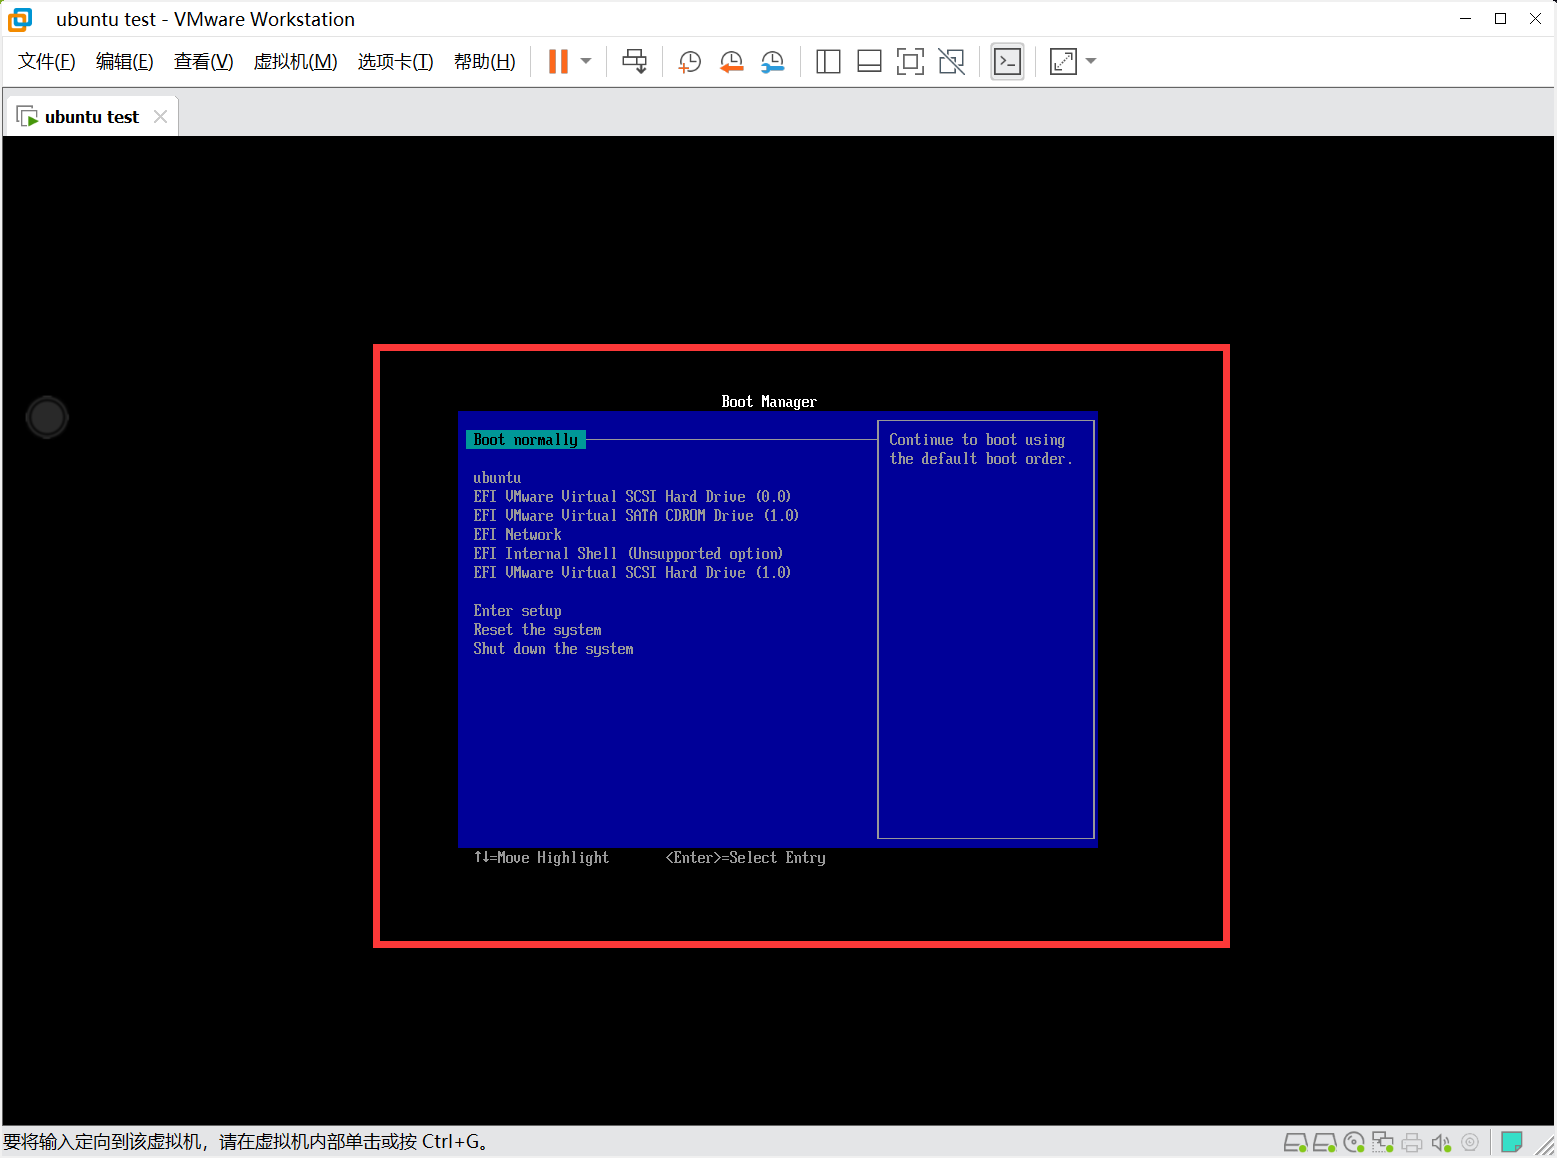 ubuntu test - VMware Workstation
文件(F) 编辑(E) 查看(V) 虚拟机(M) 选项卡(T) 帮助(H)
ubuntu test
Boot Manager
Boot normally
Continue to boot using
the default boot order.
ubuntu
EFI VMware Virtual SCSI Hard Drive (0.0)
EFI VMware Virtual SATA CDROM Drive (1.0)
EFI Network
EFI Internal Shell (Unsupported option)
EFI VMware Virtual SCSI Hard Drive (1.0)
Enter setup
Reset the system
Shut down the system
↑↓=Move Highlight <Enter>=Select Entry
要将输入定向到该虚拟机，请在虚拟机内部单击或按 Ctrl+G。